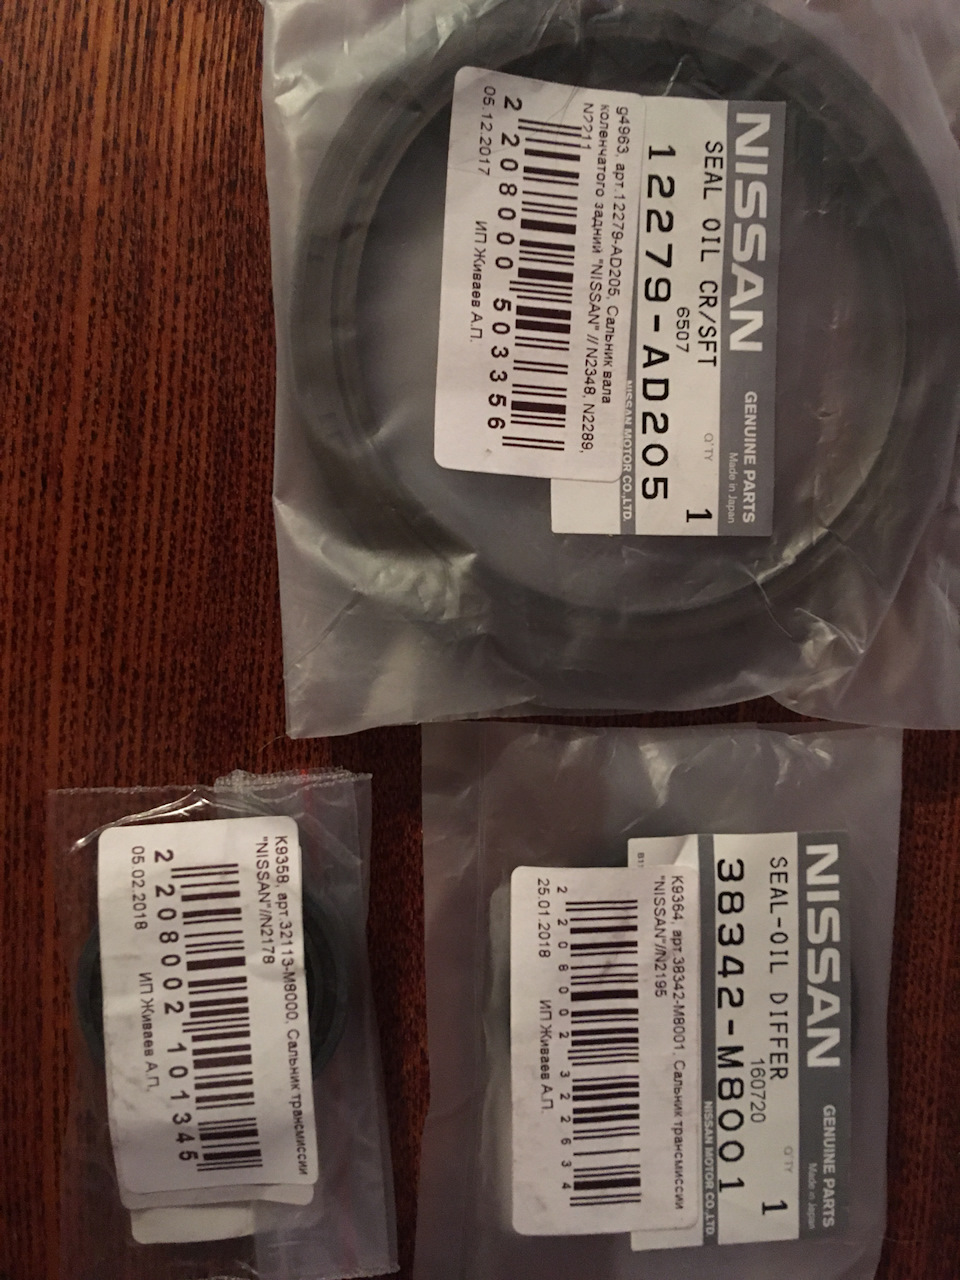 NISSAN
GENUINE PARTS
Made in Japan
SEAL OIL CR/SFT
6507
Q'TY
1
12279-AD205
NISSAN MOTOR CO.,LTD.
g4963, арт.12279-AD205, Сальник вала
коленчатого задний "NISSAN" // N2348, N2289,
N2211
2 208000 503356
05.12.2017 ИП Живаев А.П.
NISSAN
GENUINE PARTS
Made in Japan
SEAL-OIL DIFFER
160720
Q'TY
1
38342-M8001
NISSAN MOTOR CO.,LTD.
K9364, арт.38342-M8001, Сальник трансмиссии
"NISSAN"//N2195
2 208002 322634
25.01.2018 ИП Живаев А.П.
K9358, арт.32113-M8000, Сальник трансмиссии
"NISSAN"//N2178
2 208002 101345
05.02.2018 ИП Живаев А.П.